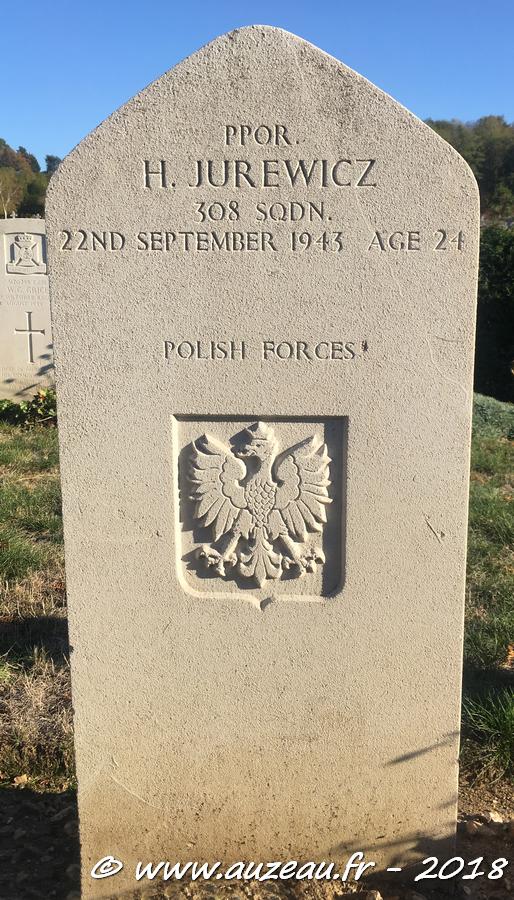 PPOR.
H. JUREWICZ
308 SQDN.
22ND SEPTEMBER 1943 AGE 24
POLISH FORCES
© www.auzeau.fr - 2018